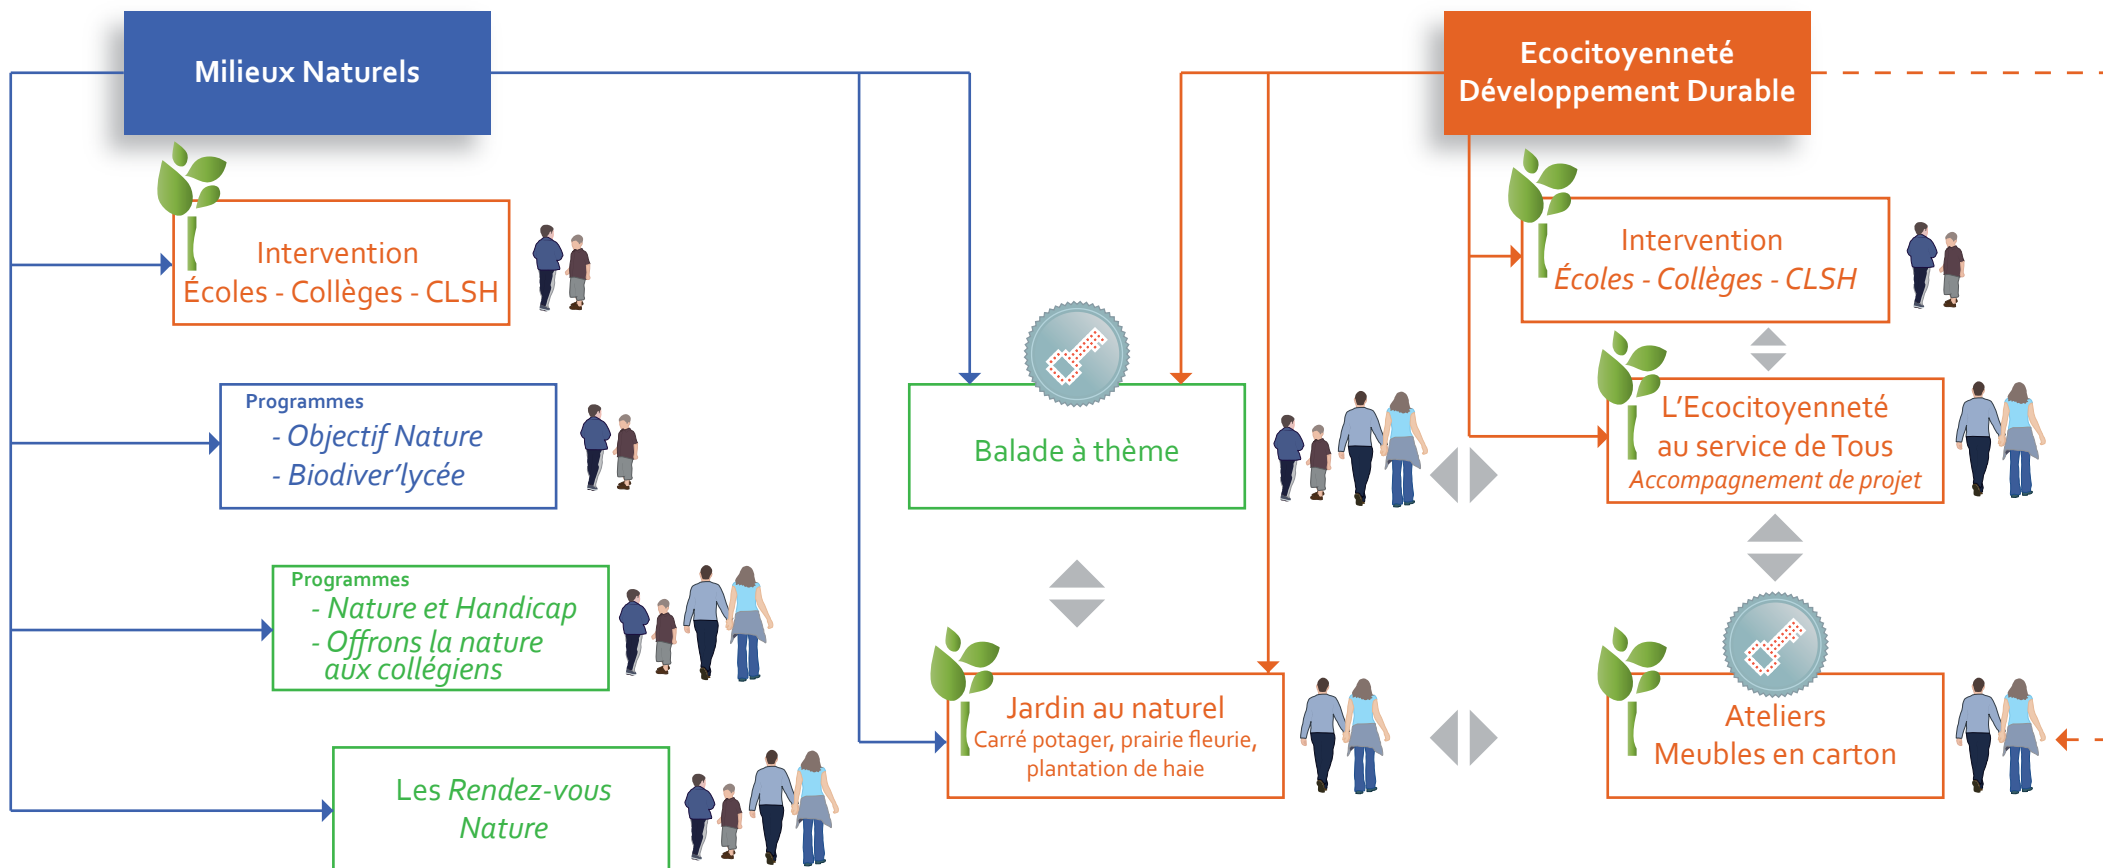 Milieux Naturels
Ecocitoyenneté
Développement Durable
Intervention
Écoles - Collèges - CLSH
Intervention
Écoles - Collèges - CLSH
Programmes
- Objectif Nature
- Biodiver'lycée
Balade à thème
L'Ecocitoyenneté
au service de Tous
Accompagnement de projet
Programmes
- Nature et Handicap
- Offrons la nature
aux collégiens
Jardin au naturel
Carré potager, prairie fleurie,
plantation de haie
Ateliers
Meubles en carton
Les Rendez-vous
Nature